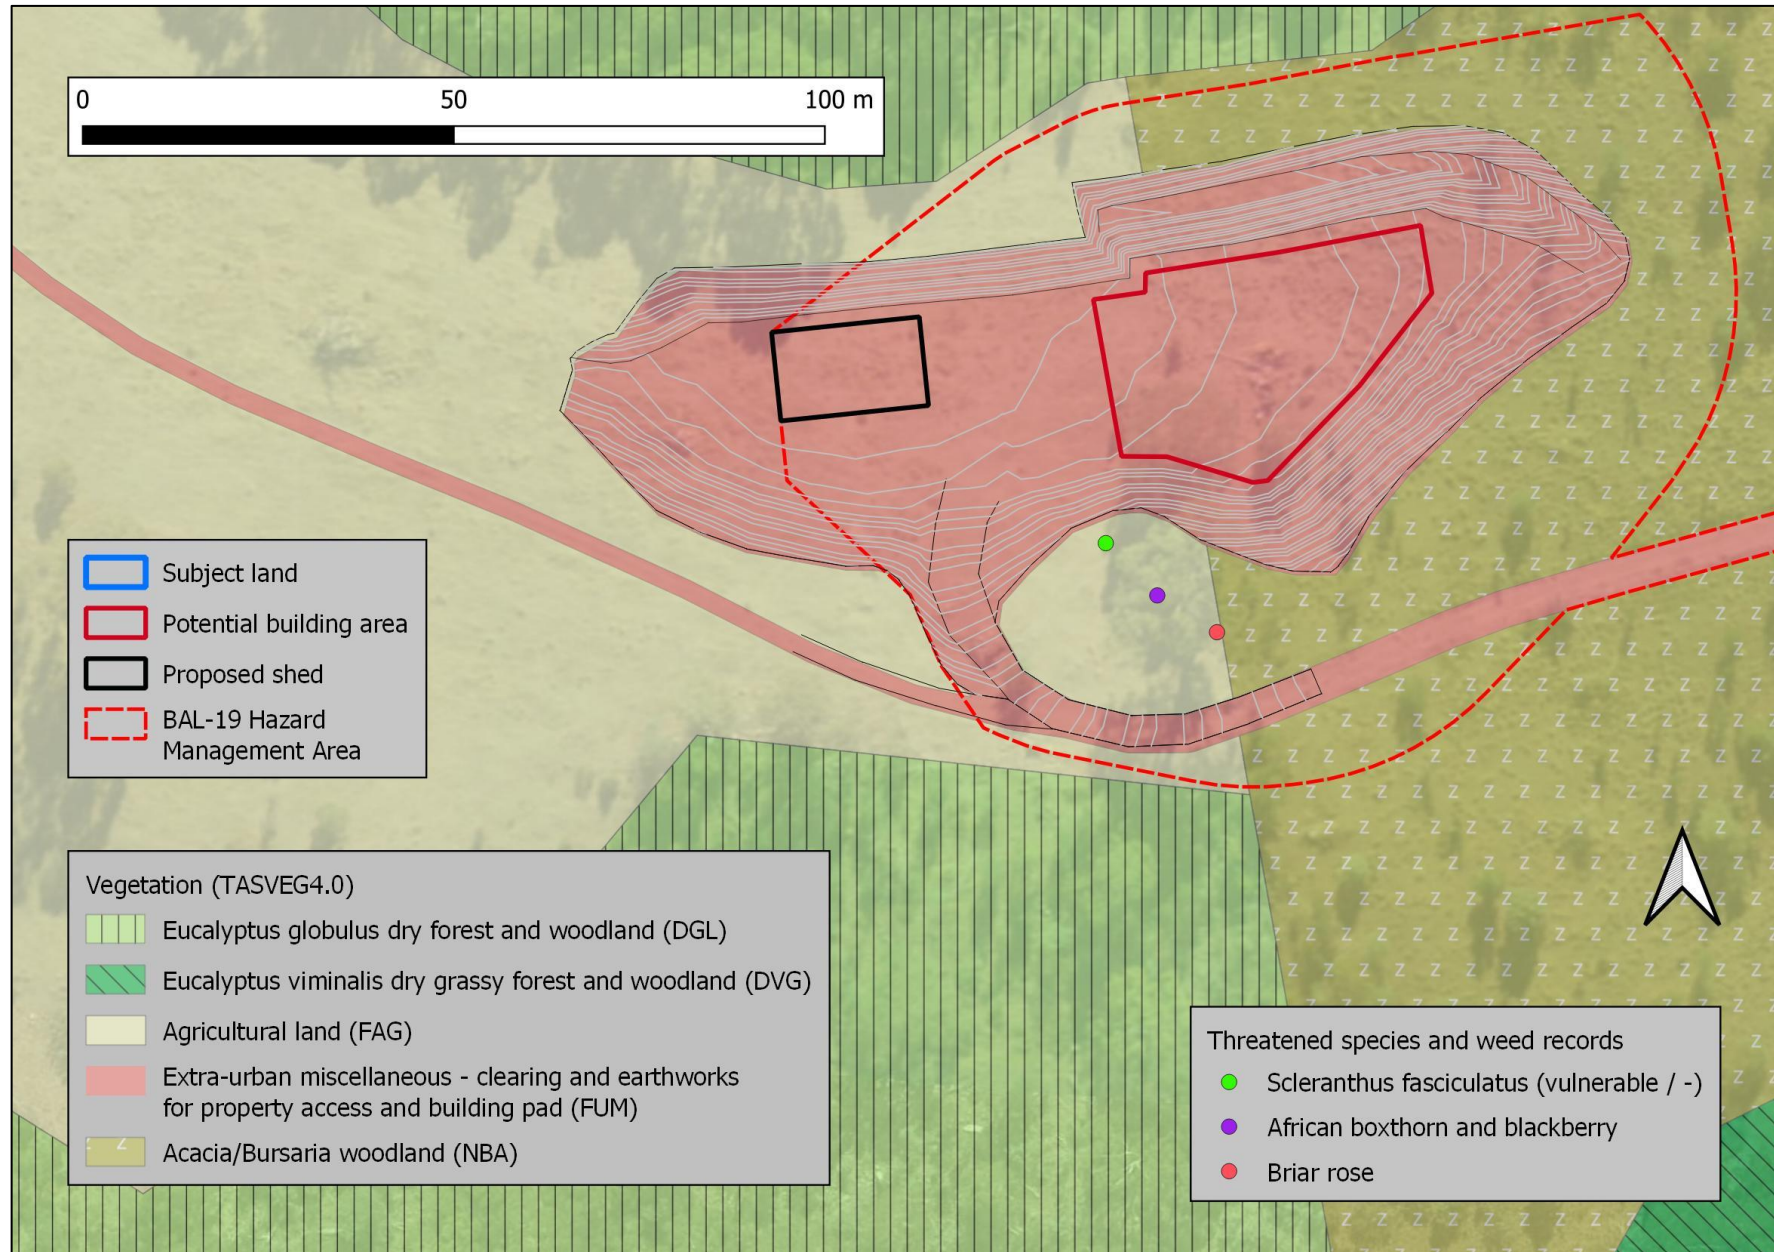 0 50 100 m
Subject land
Potential building area
Proposed shed
BAL-19 Hazard
Management Area
Vegetation (TASVEG4.0)
Eucalyptus globulus dry forest and woodland (DGL)
Eucalyptus viminalis dry grassy forest and woodland (DVG)
Agricultural land (FAG)
Extra-urban miscellaneous - clearing and earthworks
for property access and building pad (FUM)
Acacia/Bursaria woodland (NBA)
Threatened species and weed records
Scleranthus fasciculatus (vulnerable / -)
African boxthorn and blackberry
Briar rose